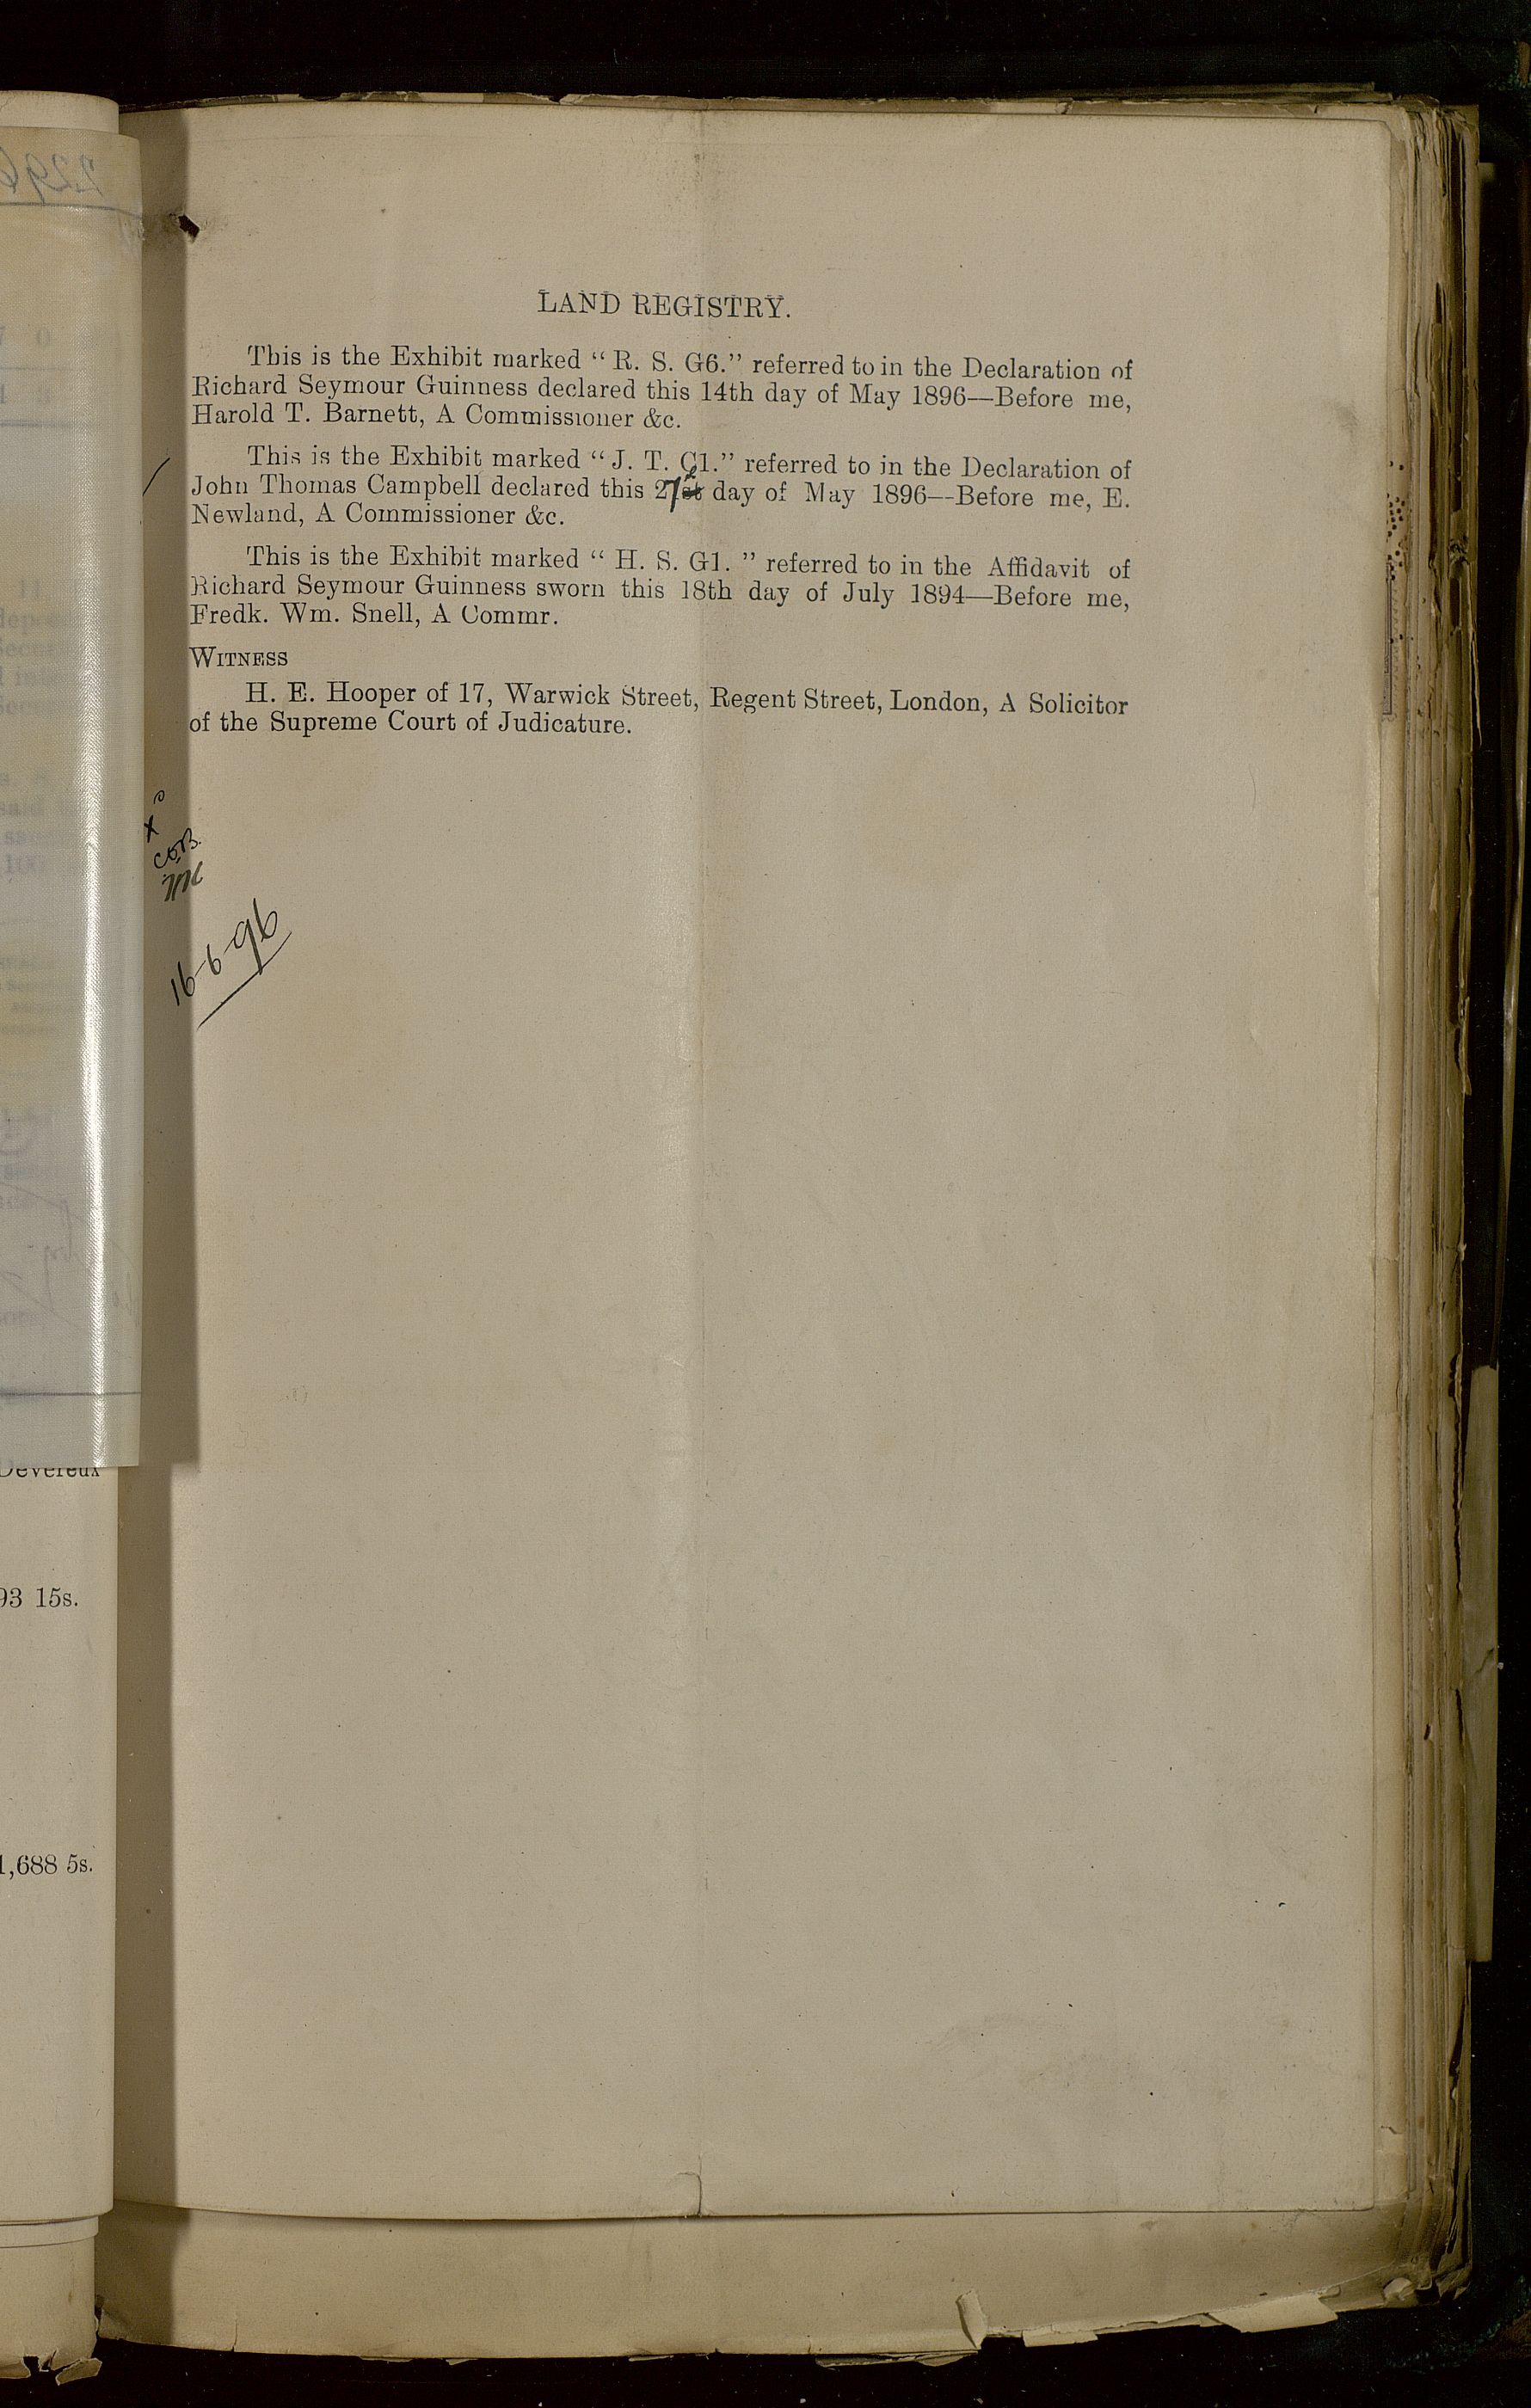 LAND REGISTRY.
This is the Exhibit marked “ R. S. G6.” referred to in the Declaration of
Richard Seymour Guinness declared this 14th day of May 1896—Before me,
Harold T. Barnett, A Commissioner &c.
This is the Exhibit marked “ J. T. C1.” referred to in the Declaration of
John Thomas Campbell declared this 27th day of May 1896—Before me, E.
Newland, A Commissioner &c.
This is the Exhibit marked “ H. S. G1. ” referred to in the Affidavit of
Richard Seymour Guinness sworn this 18th day of July 1894—Before me,
Fredk. Wm. Snell, A Commr.
WITNESS
H. E. Hooper of 17, Warwick Street, Regent Street, London, A Solicitor
of the Supreme Court of Judicature.
16-6-96
Devereux
93 15s.
1,688 5s.